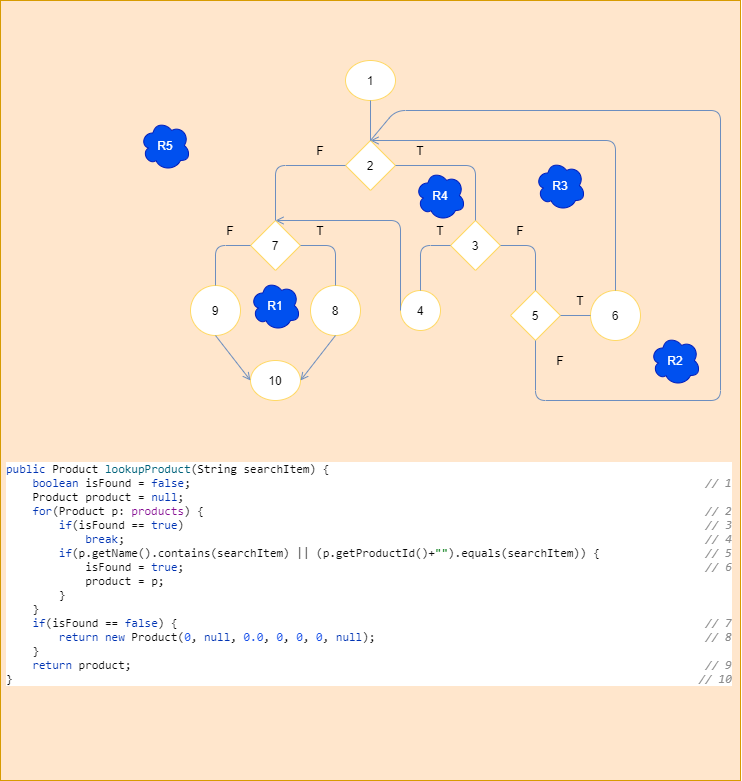 1
R5
F
2
T
R3
R4
F
7
T
T
3
F
9
R1
8
4
5
T
6
10
F
R2
public Product lookupProduct(String searchItem) {
boolean isFound = false; // 1
Product product = null;
for(Product p: products) { // 2
if(isFound == true) // 3
break; // 4
if(p.getName().contains(searchItem) || (p.getProductId()+"").equals(searchItem)) { // 5
isFound = true; // 6
product = p;
}
}
if(isFound == false) { // 7
return new Product(0, null, 0.0, 0, 0, 0, null); // 8
}
return product; // 9
} // 10